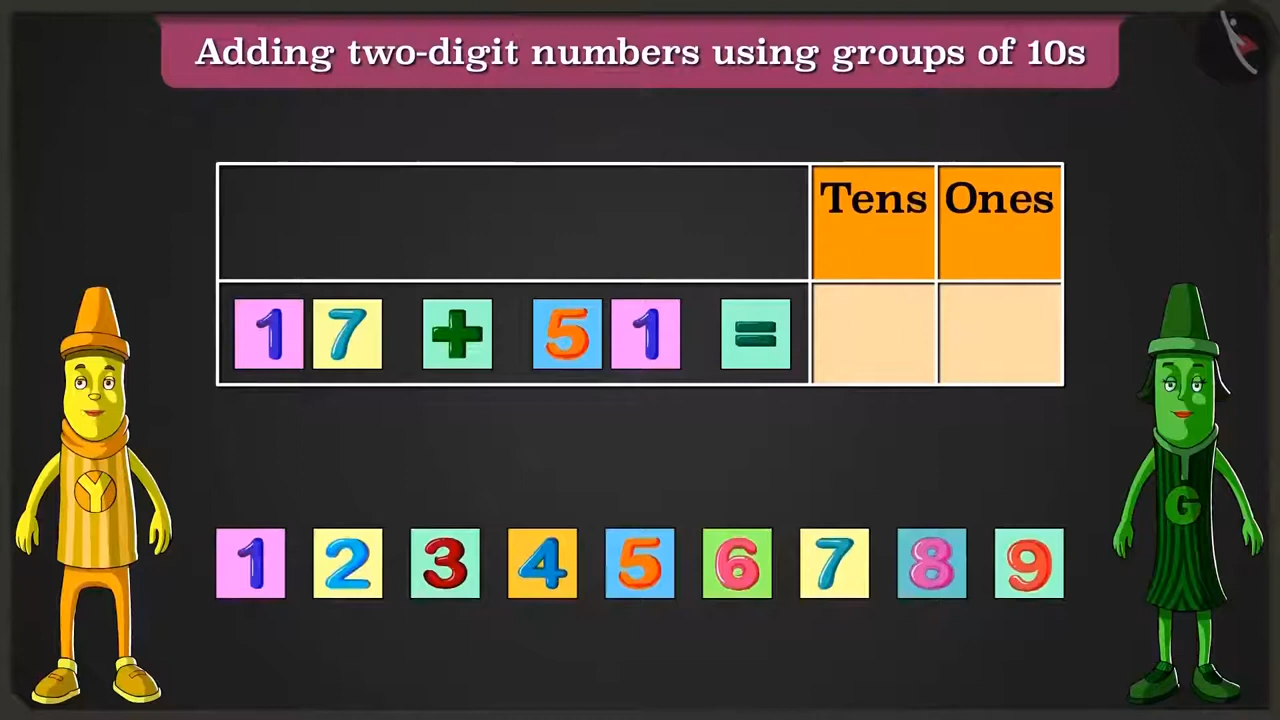 Adding two-digit numbers using groups of 10s
Tens Ones
17 + 51 =
Y
G
1 2 3 4 5 6 7 8 9